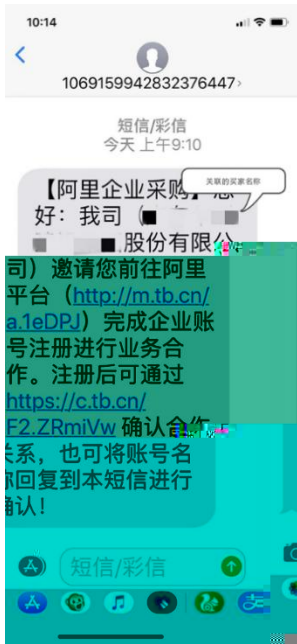 10:14
1069159942832376447
短信/彩信
今天 上午9:10
关联的买家名称
【阿里企业采购】
好：我司（
股份有限公
司）邀请您前往阿里
平台（http://m.tb.cn/
a.1eDPJ）完成企业账
号注册进行业务合
作。注册后可通过
https://c.tb.cn/
F2.ZRmiVw 确认合作
关系，也可将账号名
你回复到本短信进行
确认！
短信/彩信